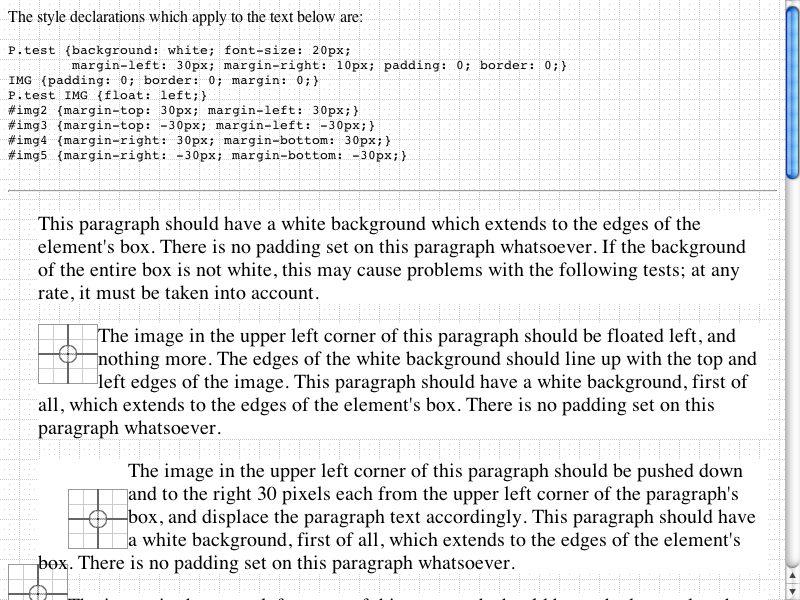 The style declarations which apply to the text below are:
P.test {background: white; font-size: 20px;
margin-left: 30px; margin-right: 10px; padding: 0; border: 0;}
IMG {padding: 0; border: 0; margin: 0;}
P.test IMG {float: left;}
#img2 {margin-top: 30px; margin-left: 30px;}
#img3 {margin-top: -30px; margin-left: -30px;}
#img4 {margin-right: 30px; margin-bottom: 30px;}
#img5 {margin-right: -30px; margin-bottom: -30px;}
This paragraph should have a white background which extends to the edges of the
element's box. There is no padding set on this paragraph whatsoever. If the background
of the entire box is not white, this may cause problems with the following tests; at any
rate, it must be taken into account.
The image in the upper left corner of this paragraph should be floated left, and
nothing more. The edges of the white background should line up with the top and
left edges of the image. This paragraph should have a white background, first of
all, which extends to the edges of the element's box. There is no padding set on this
paragraph whatsoever.
The image in the upper left corner of this paragraph should be pushed down
and to the right 30 pixels each from the upper left corner of the paragraph's
box, and displace the paragraph text accordingly. This paragraph should have
a white background, first of all, which extends to the edges of the element's
box. There is no padding set on this paragraph whatsoever.